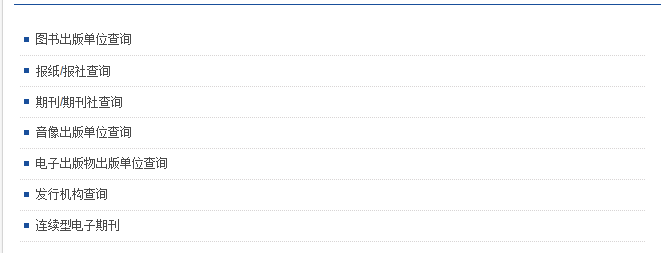 图书出版单位查询
报纸/报社查询
期刊/期刊社查询
音像出版单位查询
电子出版物出版单位查询
发行机构查询
连续型电子期刊